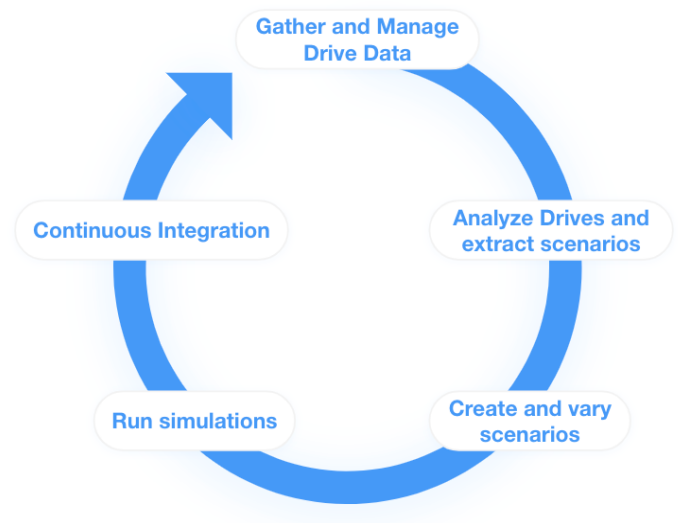 Gather and Manage
Drive Data
Analyze Drives and
extract scenarios
Create and vary
scenarios
Run simulations
Continuous Integration